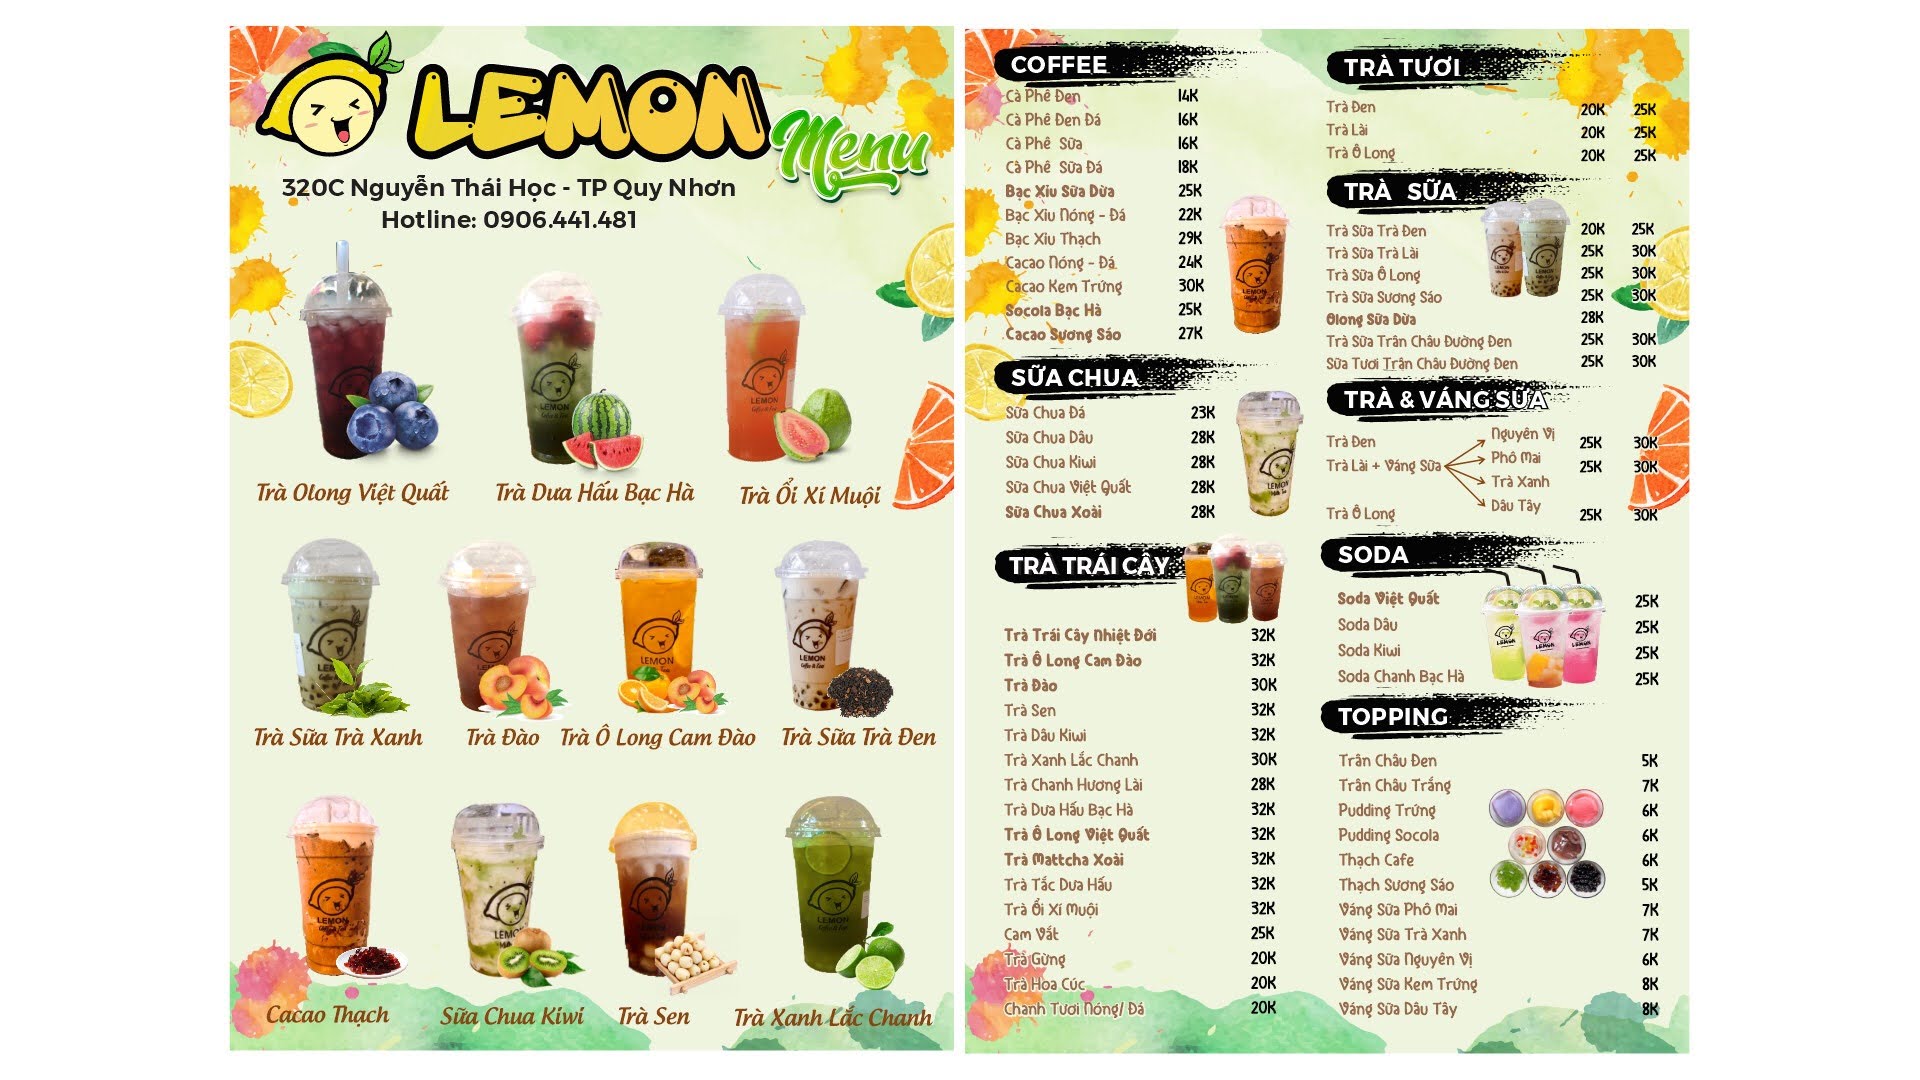 LEMON
Menu
320C Nguyễn Thái Học - TP Quy Nhơn
Hotline: 0906.441.481
Trà Olong Việt Quất
Trà Dưa Hấu Bạc Hà
Trà Ổi Xí Muội
Trà Sữa Trà Xanh
Trà Đào
Trà Ô Long Cam Đào
Trà Sữa Trà Đen
Cacao Thạch
Sữa Chua Kiwi
Trà Sen
Trà Xanh Lắc Chanh
COFFEE
Cà Phê Đen 14K
Cà Phê Đen Đá 16K
Cà Phê Sữa 16K
Cà Phê Sữa Đá 18K
Bạc Xỉu Sữa Dừa 25K
Bạc Xỉu Nóng - Đá 22K
Bạc Xỉu Thạch 29K
Cacao Nóng - Đá 24K
Cacao Kem Trứng 30K
Socola Bạc Hà 25K
Cacao Sương Sáo 27K
SỮA CHUA
Sữa Chua Đá 23K
Sữa Chua Dâu 28K
Sữa Chua Kiwi 28K
Sữa Chua Việt Quất 28K
Sữa Chua Xoài 28K
TRÀ TRÁI CÂY
Trà Trái Cây Nhiệt Đới 32K
Trà Ô Long Cam Đào 32K
Trà Đào 30K
Trà Sen 32K
Trà Dâu Kiwi 32K
Trà Xanh Lắc Chanh 30K
Trà Chanh Hương Lài 28K
Trà Dưa Hấu Bạc Hà 32K
Trà Ô Long Việt Quất 32K
Trà Mattcha Xoài 32K
Trà Tắc Dưa Hấu 32K
Trà Ổi Xí Muội 32K
Cam Vắt 25K
Trà Gừng 20K
Trà Hoa Cúc 20K
Chanh Tươi Nóng/ Đá 20K
TRÀ TƯƠI
Trà Đen 20K 25K
Trà Lài 20K 25K
Trà Ô Long 20K 25K
TRÀ SỮA
Trà Sữa Trà Đen 20K 25K
Trà Sữa Trà Lài 25K 30K
Trà Sữa Ô Long 25K 30K
Trà Sữa Sương Sáo 25K 30K
Olong Sữa Dừa 28K
Trà Sữa Trân Châu Đường Đen 25K 30K
Sữa Tươi Trân Châu Đường Đen 25K 30K
TRÀ & VÁNG SỮA
Nguyên Vị
Trà Đen 25K 30K
Phô Mai
Trà Lài + Váng Sữa 25K 30K
Trà Xanh
Dâu Tây
Trà Ô Long 25K 30K
SODA
Soda Việt Quất 25K
Soda Dâu 25K
Soda Kiwi 25K
Soda Chanh Bạc Hà 25K
TOPPING
Trân Châu Đen 5K
Trân Châu Trắng 7K
Pudding Trứng 6K
Pudding Socola 6K
Thạch Cafe 6K
Thạch Sương Sáo 5K
Váng Sữa Phô Mai 7K
Váng Sữa Trà Xanh 7K
Váng Sữa Nguyên Vị 6K
Váng Sữa Kem Trứng 8K
Váng Sữa Dâu Tây 8K